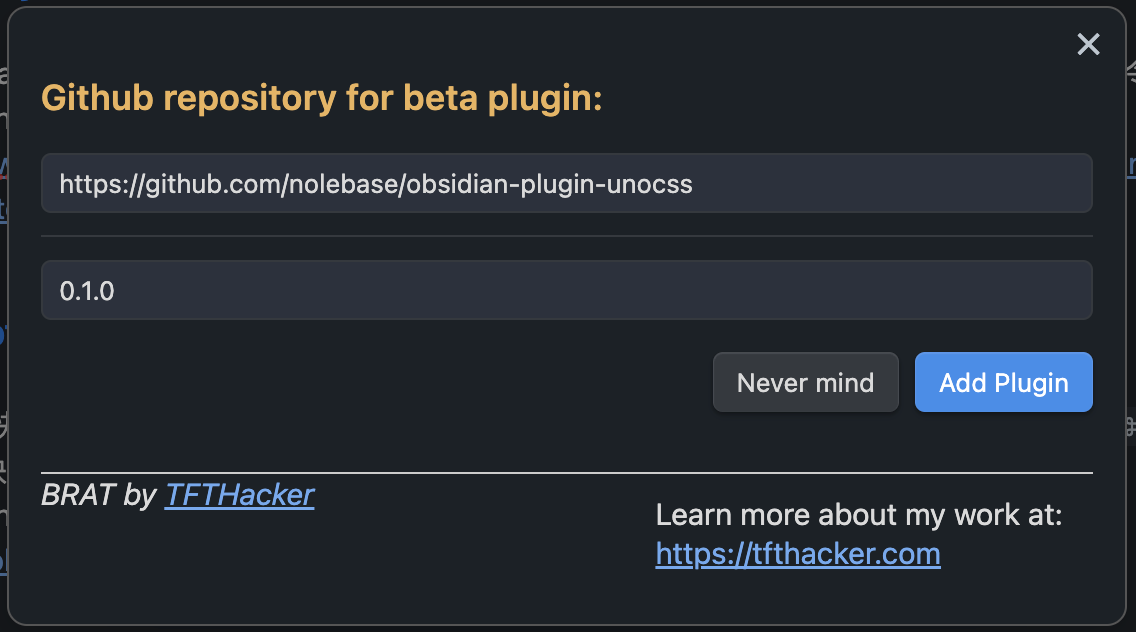 Github repository for beta plugin:
https://github.com/nolebase/obsidian-plugin-unocss
0.1.0
Never mind
Add Plugin
BRAT by TFTHacker
Learn more about my work at:
https://tfthacker.com